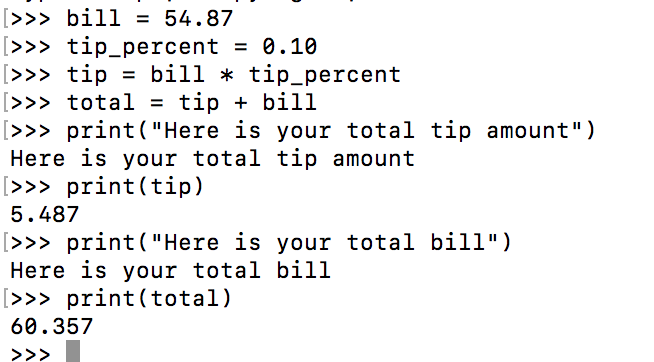 [>>> bill = 54.87
[>>> tip_percent = 0.10
[>>> tip = bill * tip_percent
[>>> total = tip + bill
[>>> print("Here is your total tip amount")
Here is your total tip amount
[>>> print(tip)
5.487
[>>> print("Here is your total bill")
Here is your total bill
[>>> print(total)
60.357
>>>